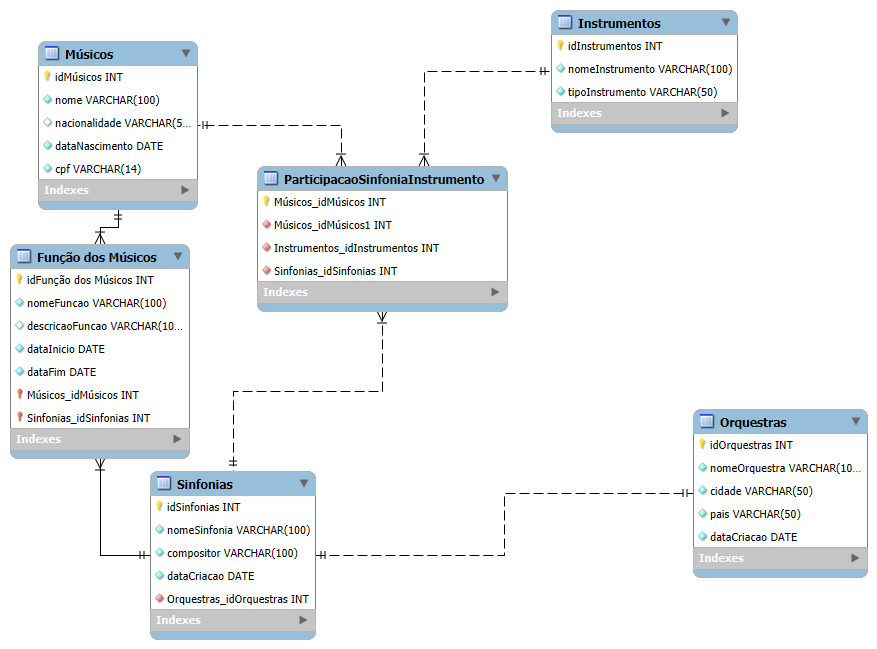 Músicos
idMúsicos INT
nome VARCHAR(100)
nacionalidade VARCHAR(5...
dataNascimento DATE
cpf VARCHAR(14)
Indexes
Instrumentos
idInstrumentos INT
nomeInstrumento VARCHAR(100)
tipoInstrumento VARCHAR(50)
Indexes
ParticipacaoSinfoniaInstrumento
Músicos_idMúsicos INT
Músicos_idMúsicos1 INT
Instrumentos_idInstrumentos INT
Sinfonias_idSinfonias INT
Indexes
Função dos Músicos
idFunção dos Músicos INT
nomeFuncao VARCHAR(100)
descricaoFuncao VARCHAR(10...
dataInicio DATE
dataFim DATE
Músicos_idMúsicos INT
Sinfonias_idSinfonias INT
Indexes
Sinfonias
idSinfonias INT
nomeSinfonia VARCHAR(100)
compositor VARCHAR(100)
dataCriacao DATE
Orquestras_idOrquestras INT
Indexes
Orquestras
idOrquestras INT
nomeOrquestra VARCHAR(10...
cidade VARCHAR(50)
pais VARCHAR(50)
dataCriacao DATE
Indexes